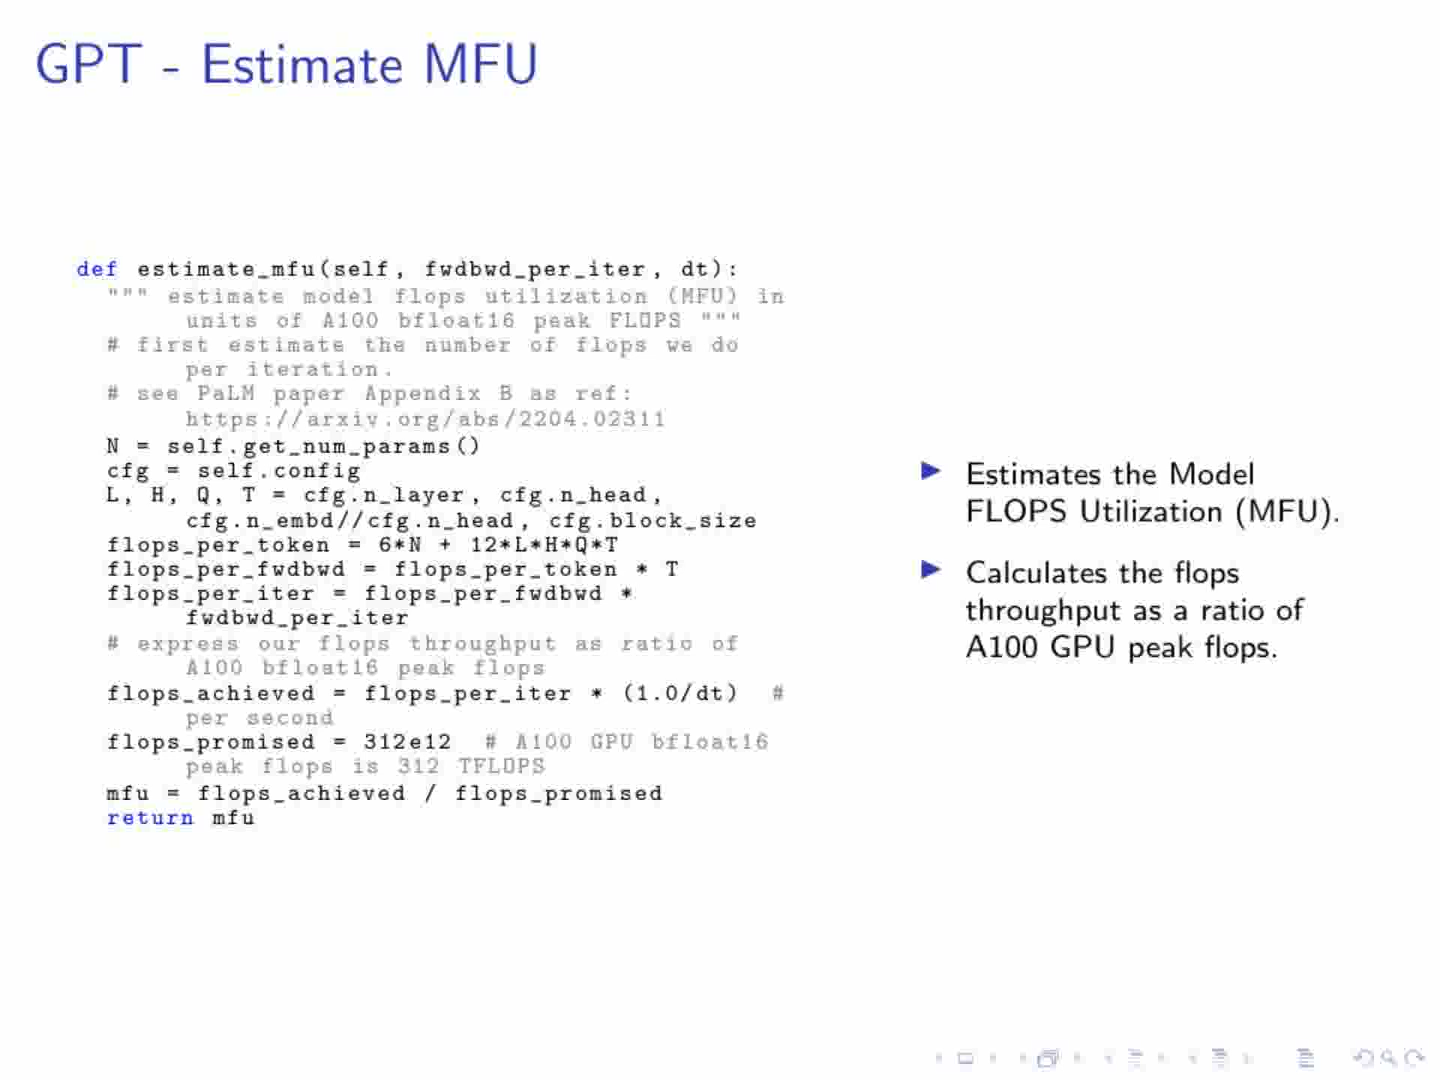 GPT - Estimate MFU
def estimate_mfu(self, fwdbwd_per_iter, dt):
""" estimate model flops utilization (MFU) in
units of A100 bfloat16 peak FLOPS """
# first estimate the number of flops we do
per iteration.
# see PaLM paper Appendix B as ref:
https://arxiv.org/abs/2204.02311
N = self.get_num_params()
cfg = self.config
L, H, Q, T = cfg.n_layer, cfg.n_head,
cfg.n_embd//cfg.n_head, cfg.block_size
flops_per_token = 6*N + 12*L*H*Q*T
flops_per_fwdbwd = flops_per_token * T
flops_per_iter = flops_per_fwdbwd *
fwdbwd_per_iter
# express our flops throughput as ratio of
A100 bfloat16 peak flops
flops_achieved = flops_per_iter * (1.0/dt) #
per second
flops_promised = 312e12 # A100 GPU bfloat16
peak flops is 312 TFLOPS
mfu = flops_achieved / flops_promised
return mfu
Estimates the Model
FLOPS Utilization (MFU).
Calculates the flops
throughput as a ratio of
A100 GPU peak flops.